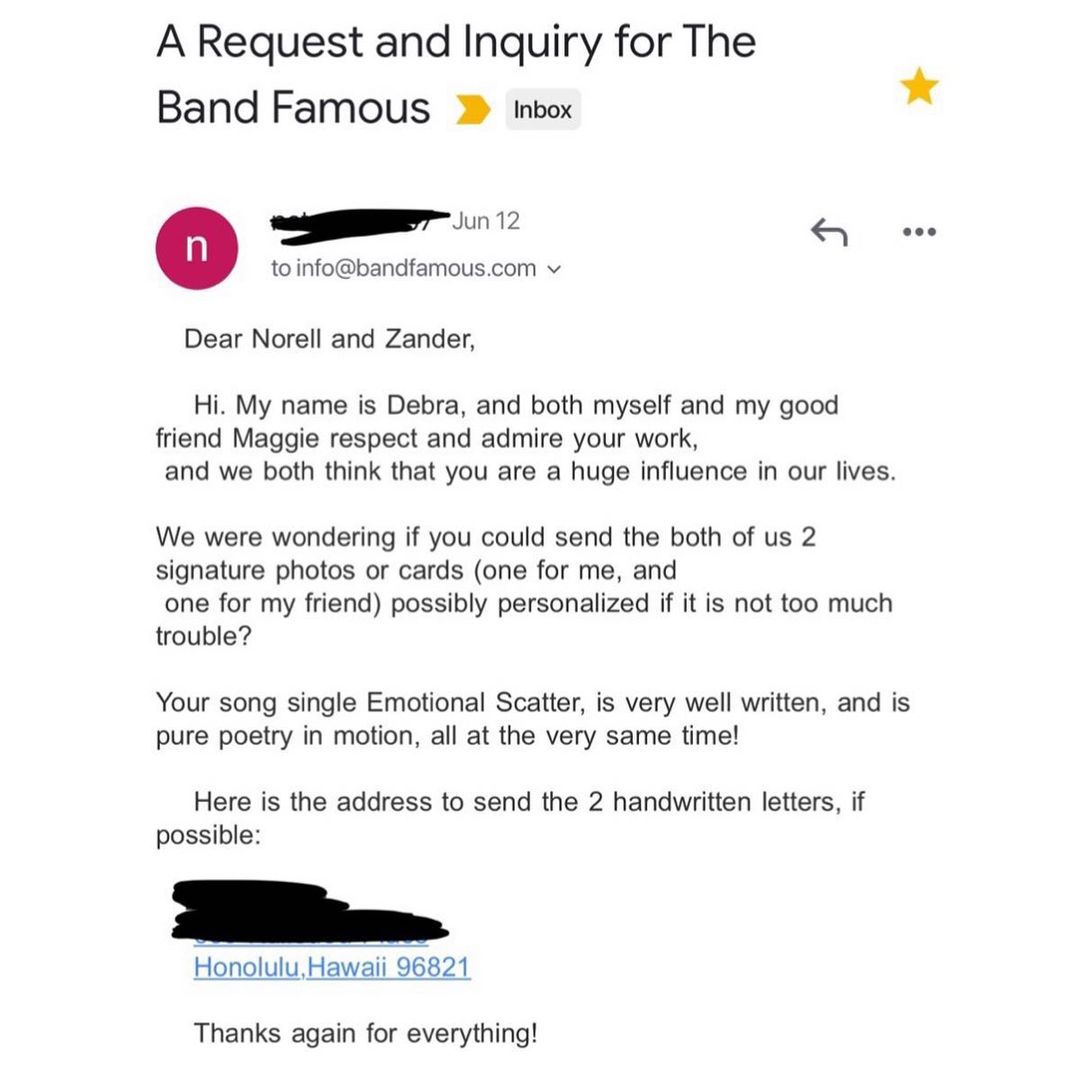 A Request and Inquiry for The
Band Famous Inbox
n
Jun 12
to info@bandfamous.com
Dear Norell and Zander,
Hi. My name is Debra, and both myself and my good
friend Maggie respect and admire your work,
and we both think that you are a huge influence in our lives.
We were wondering if you could send the both of us 2
signature photos or cards (one for me, and
one for my friend) possibly personalized if it is not too much
trouble?
Your song single Emotional Scatter, is very well written, and is
pure poetry in motion, all at the very same time!
Here is the address to send the 2 handwritten letters, if
possible:
Honolulu,Hawaii 96821
Thanks again for everything!